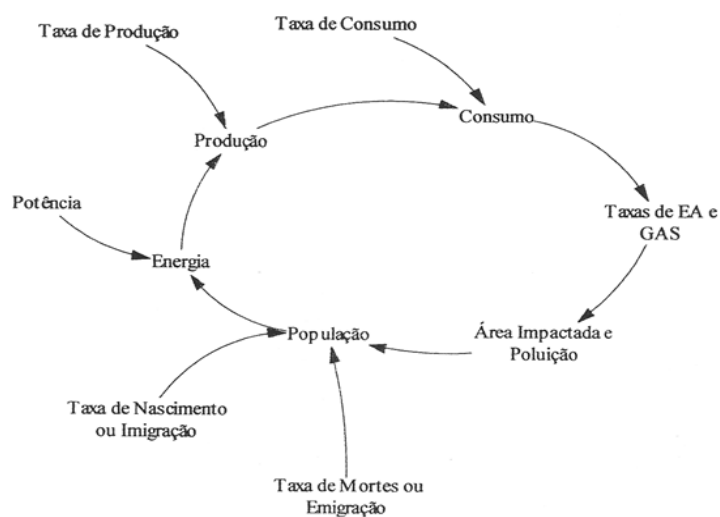 Taxa de Produção
Taxa de Consumo
Produção
Consumo
Potência
Energia
Taxas de EA e
GAS
População
Área Impactada e
Poluição
Taxa de Nascimento
ou Imigração
Taxa de Mortes ou
Emigração